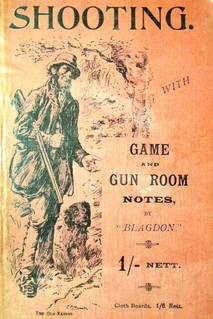 SHOOTING.
WITH
GAME
AND
GUN ROOM
NOTES,
BY
"BLAGDON."
1/- NETT.
Cloth Boards, 1/6 Nett.
THE OLD KEEPER.